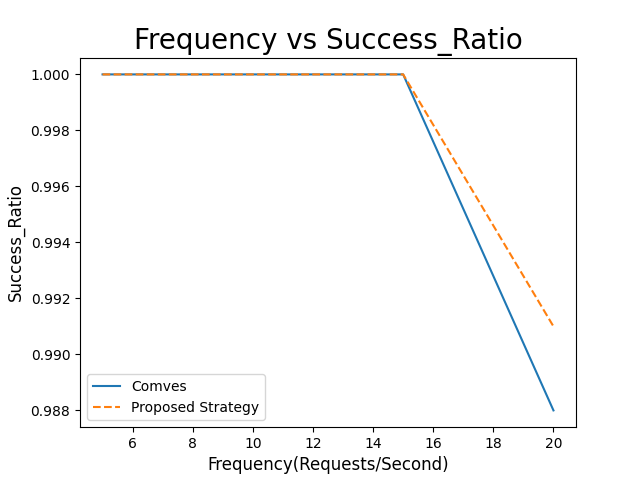 Frequency vs Success_Ratio
1.000
0.998
0.996
0.994
0.992
0.990
0.988
Success_Ratio
Comves
Proposed Strategy
6 8 10 12 14 16 18 20
Frequency(Requests/Second)